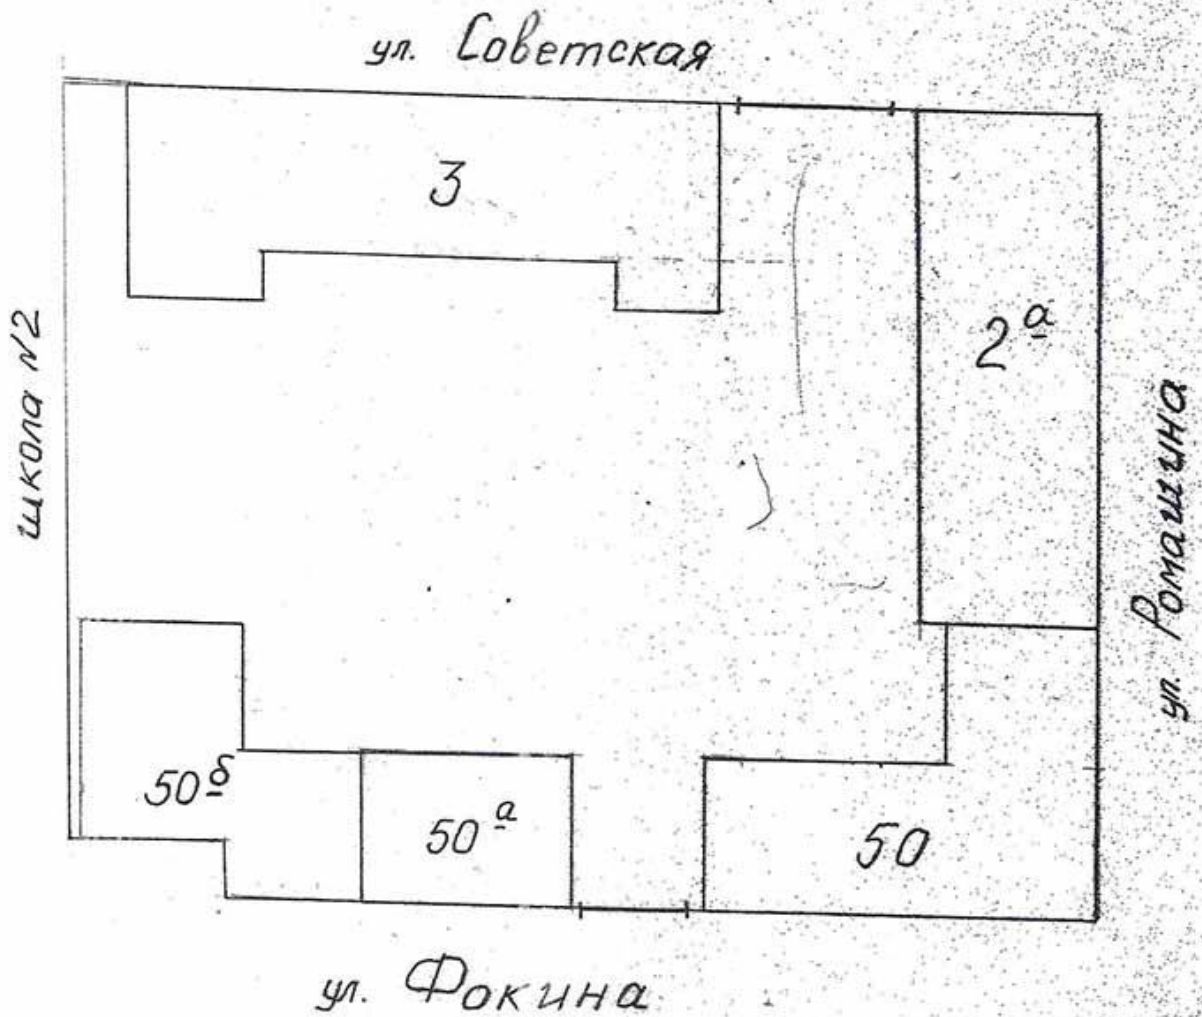 ул. Советская
3
2а
школа №2
ул. Ромашина
50б
50а
50
ул. Фокина